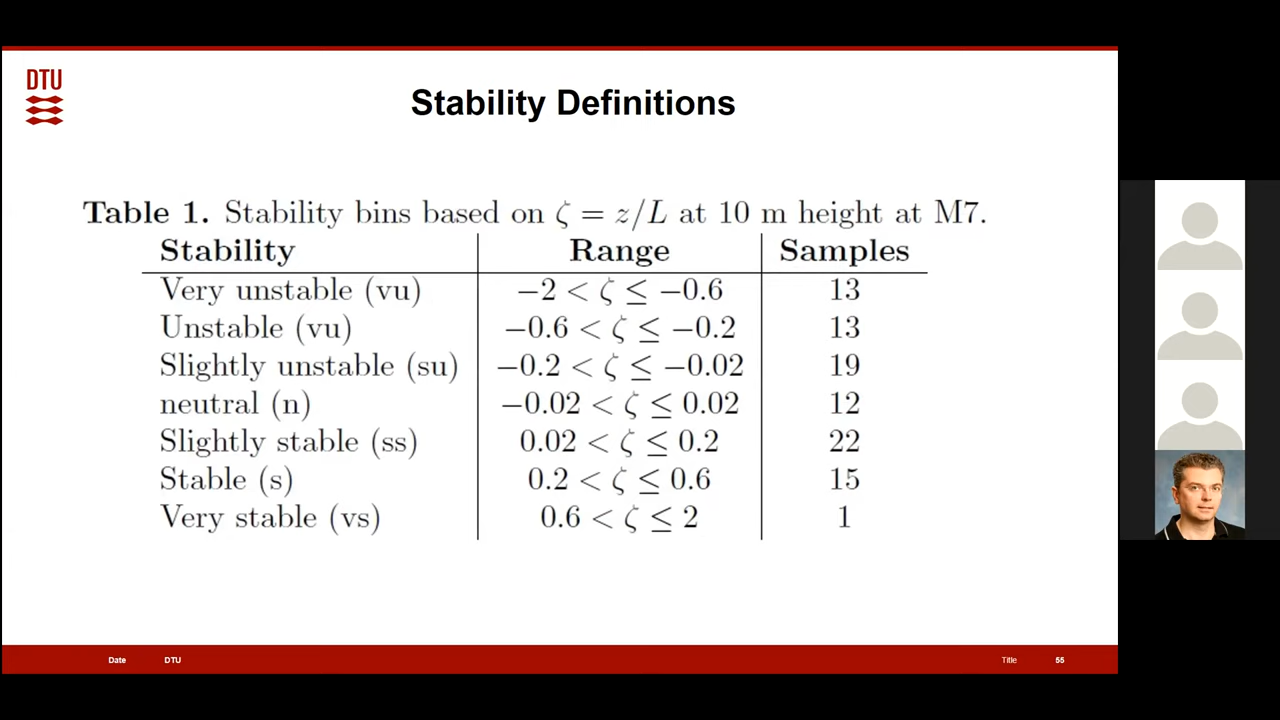 DTU
Stability Definitions
Table 1. Stability bins based on ζ = z/L at 10 m height at M7.
Stability Range Samples
Very unstable (vu) −2 < ζ ≤ −0.6 13
Unstable (vu) −0.6 < ζ ≤ −0.2 13
Slightly unstable (su) −0.2 < ζ ≤ −0.02 19
neutral (n) −0.02 < ζ ≤ 0.02 12
Slightly stable (ss) 0.02 < ζ ≤ 0.2 22
Stable (s) 0.2 < ζ ≤ 0.6 15
Very stable (vs) 0.6 < ζ ≤ 2 1
Date DTU Title 55